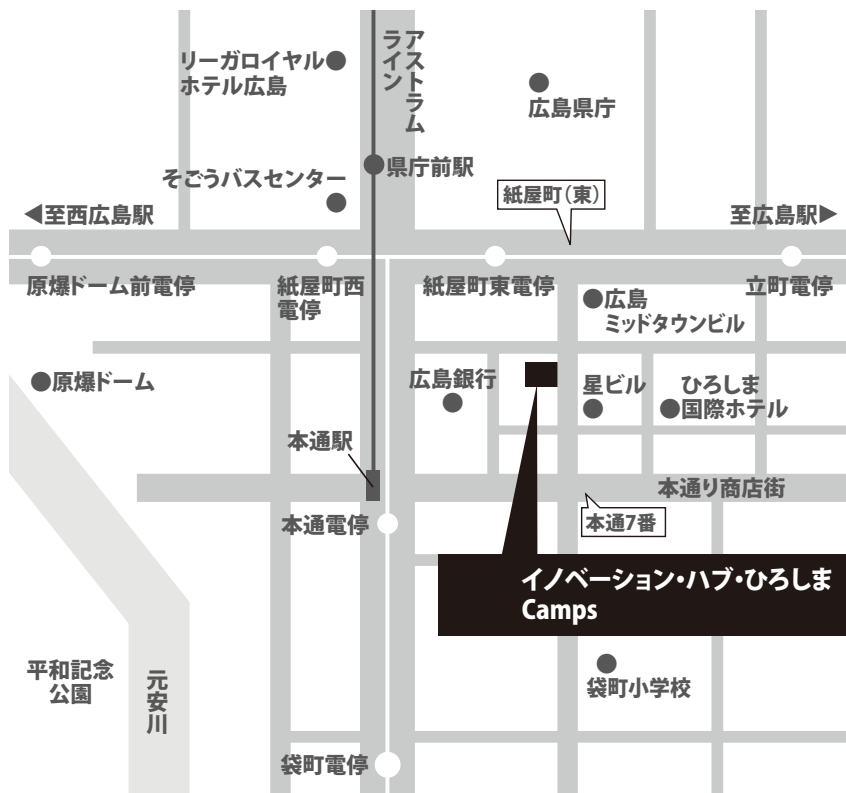 リーガロイヤル
ホテル広島
アストラム
ライン
広島県庁
県庁前駅
そごうバスセンター
紙屋町(東)
◀至西広島駅
至広島駅▶
原爆ドーム前電停
紙屋町西
電停
紙屋町東電停
立町電停
広島
ミッドタウンビル
原爆ドーム
広島銀行
星ビル
ひろしま
国際ホテル
本通駅
本通り商店街
本通電停
本通7番
イノベーション・ハブ・ひろしま
Camps
平和記念
公園
元安川
袋町小学校
袋町電停